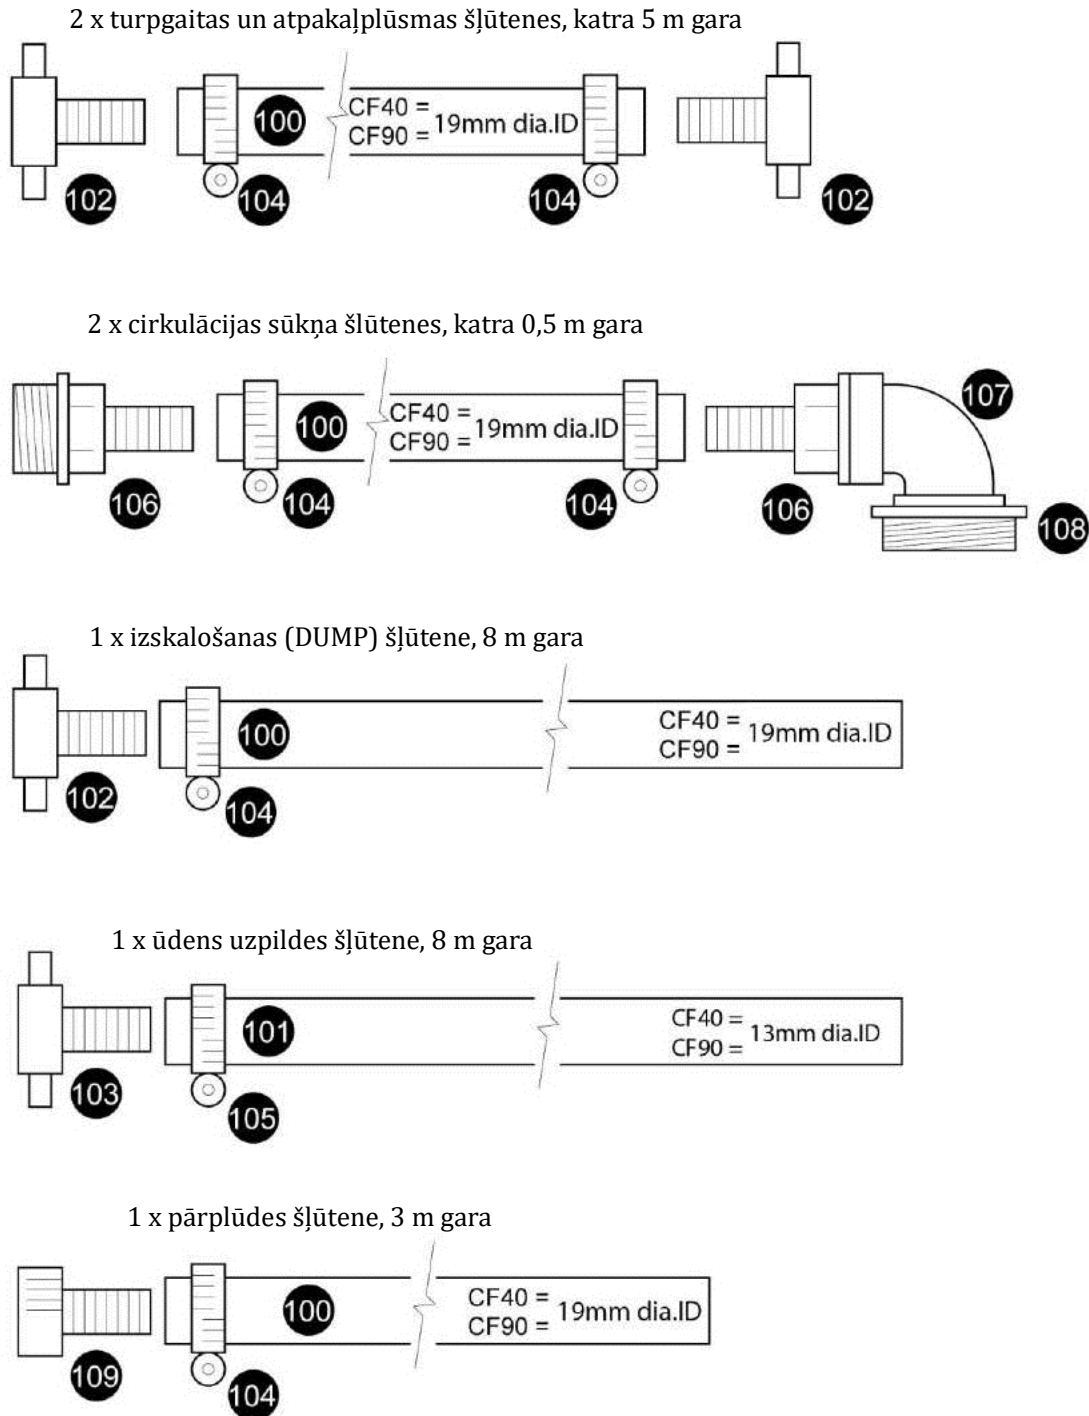 2 x turpgaitas un atpakaļplūsmas šļūtenes, katra 5 m gara
100
CF40 =
CF90 =
19mm dia.ID
102
104
104
102
2 x cirkulācijas sūkņa šlūtenes, katra 0,5 m gara
100
CF40 =
CF90 =
19mm dia.ID
107
106
104
104
106
108
1 x izskalošanas (DUMP) šļūtene, 8 m gara
100
CF40 =
CF90 =
19mm dia.ID
102
104
1 x ūdens uzpildes šļūtene, 8 m gara
101
CF40 =
CF90 =
13mm dia.ID
103
105
1 x pārplūdes šļūtene, 3 m gara
100
CF40 =
CF90 =
19mm dia.ID
109
104